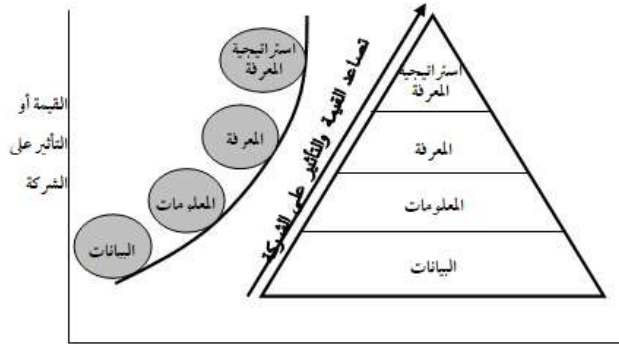 القيمة أو
التأثير على
الشركة
استراتيجية
المعرفة
المعرفة
المعلومات
البيانات
تصاعد القيمة والتأثير على الشركة
استراتيجية
المعرفة
المعرفة
المعلومات
البيانات